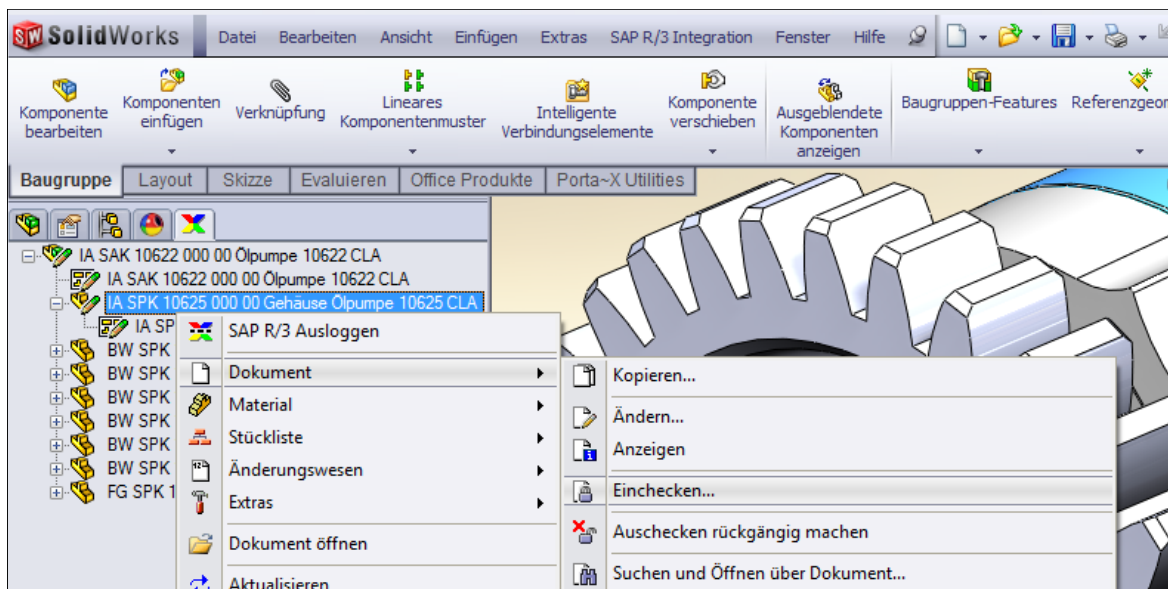 SolidWorks Datei Bearbeiten Ansicht Einfügen Extras SAP R/3 Integration Fenster Hilfe
Komponente bearbeiten
Komponenten einfügen
Verknüpfung
Lineares Komponentenmuster
Intelligente Verbindungselemente
Komponente verschieben
Ausgeblendete Komponenten anzeigen
Baugruppen-Features
Baugruppe Layout Skizze Evaluieren Office Produkte Porta~X Utilities
IA SAK 10622 000 00 Ölpumpe 10622 CLA
IA SAK 10622 000 00 Ölpumpe 10622 CLA
IA SPK 10625 000 00 Gehäuse Ölpumpe 10625 CLA
IA SP
BW SPK
BW SPK
BW SPK
BW SPK
BW SPK
BW SPK
FG SPK 1
SAP R/3 Ausloggen
Dokument
Material
Stückliste
Änderungswesen
Extras
Dokument öffnen
Aktualisieren
Kopieren...
Ändern...
Anzeigen
Einchecken...
Auschecken rückgängig machen
Suchen und Öffnen über Dokument...